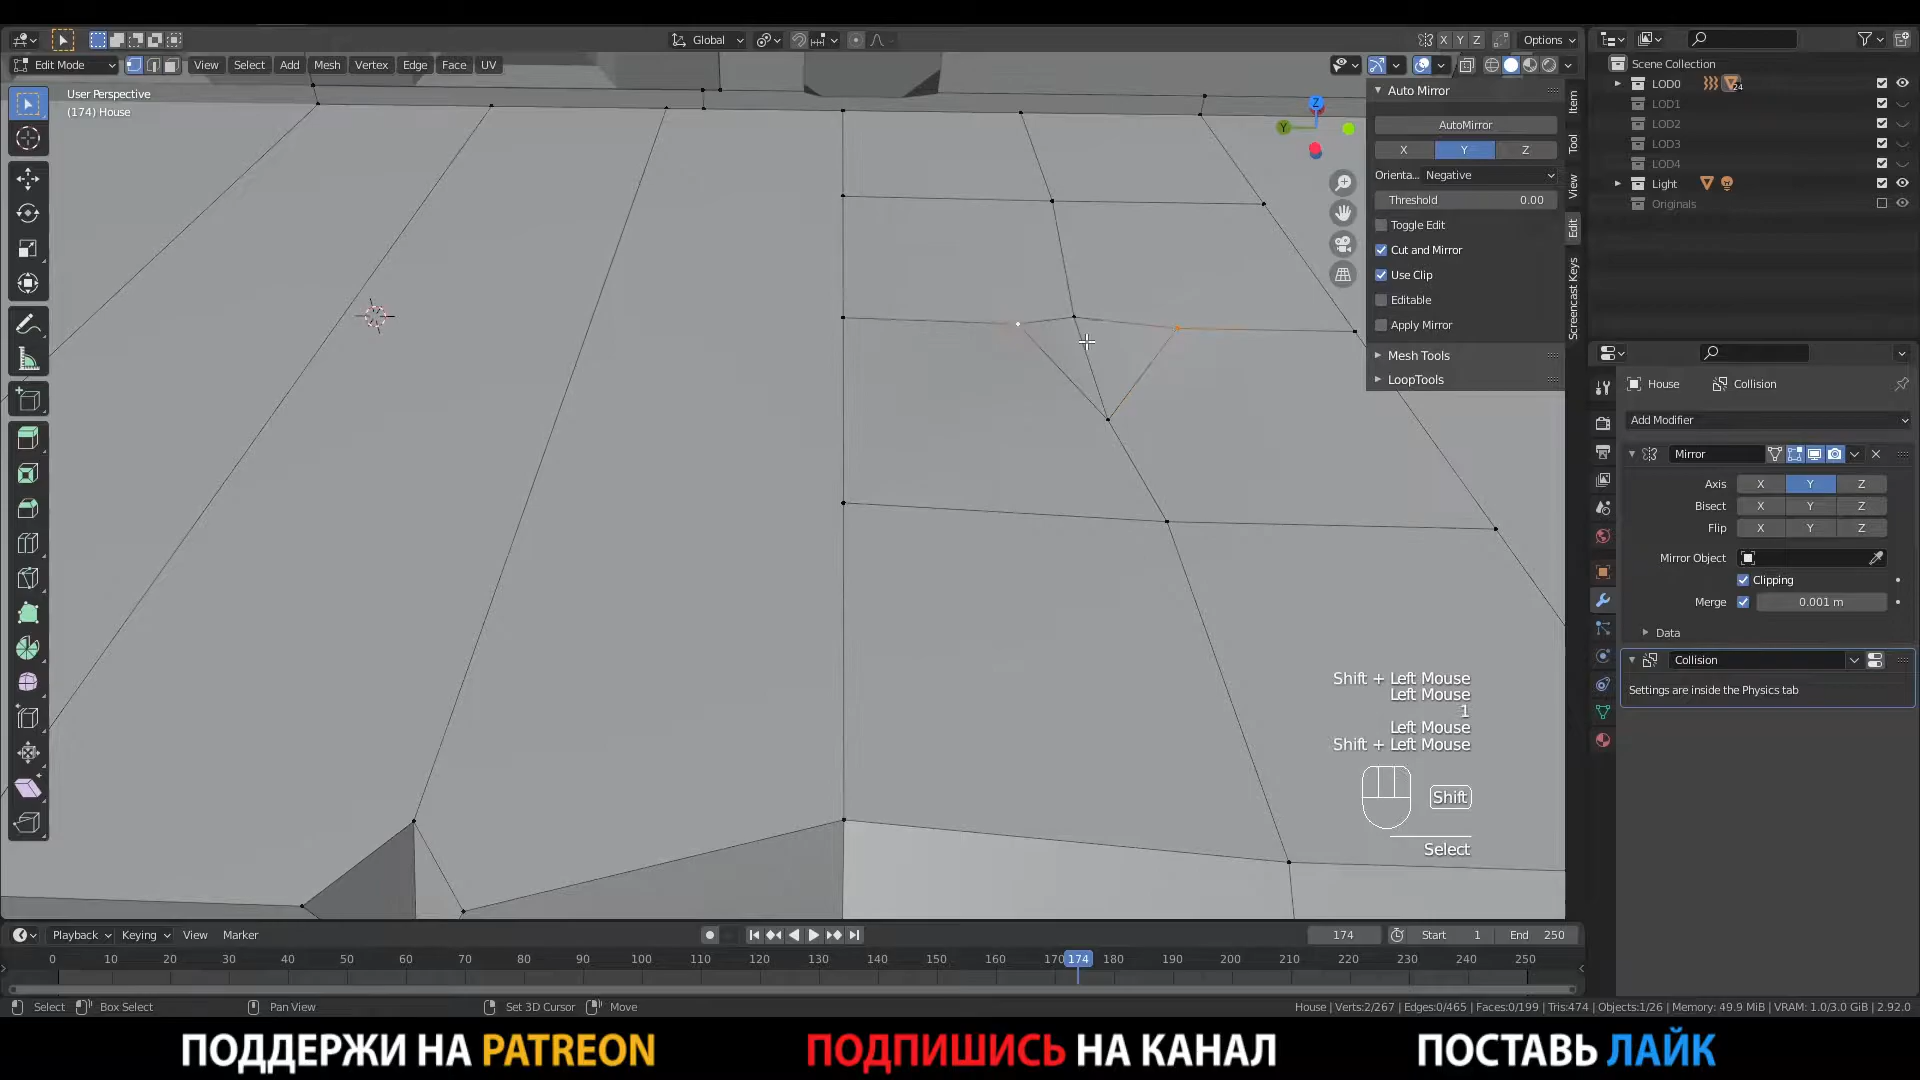 Global
X Y Z
Options
Edit Mode
View Select Add Mesh Vertex Edge Face UV
User Perspective
(174) House
Z
Y
Auto Mirror
AutoMirror
X Y Z
Orienta... Negative
Threshold 0.00
Toggle Edit
Cut and Mirror
Use Clip
Editable
Apply Mirror
Mesh Tools
LoopTools
Item
Tool
View
Edit
Screencast Keys
Scene Collection
LOD0 24
LOD1
LOD2
LOD3
LOD4
Light
Originals
House Collision
Add Modifier
Mirror
Axis X Y Z
Bisect X Y Z
Flip X Y Z
Mirror Object
Clipping
Merge 0.001 m
Data
Collision
Settings are inside the Physics tab
Shift + Left Mouse
Left Mouse
1
Left Mouse
Shift + Left Mouse
Shift
Select
Playback Keying View Marker
174 Start 1 End 250
0 10 20 30 40 50 60 70 80 90 100 110 120 130 140 150 160 170 174 180 190 200 210 220 230 240 250
Select Box Select Pan View Set 3D Cursor Move
House | Verts:2/267 | Edges:0/465 | Faces:0/199 | Tris:474 | Objects:1/26 | Memory: 49.9 MiB | VRAM: 1.0/3.0 GiB | 2.92.0
ПОДДЕРЖИ НА PATREON ПОДПИШИСЬ НА КАНАЛ ПОСТАВЬ ЛАЙК